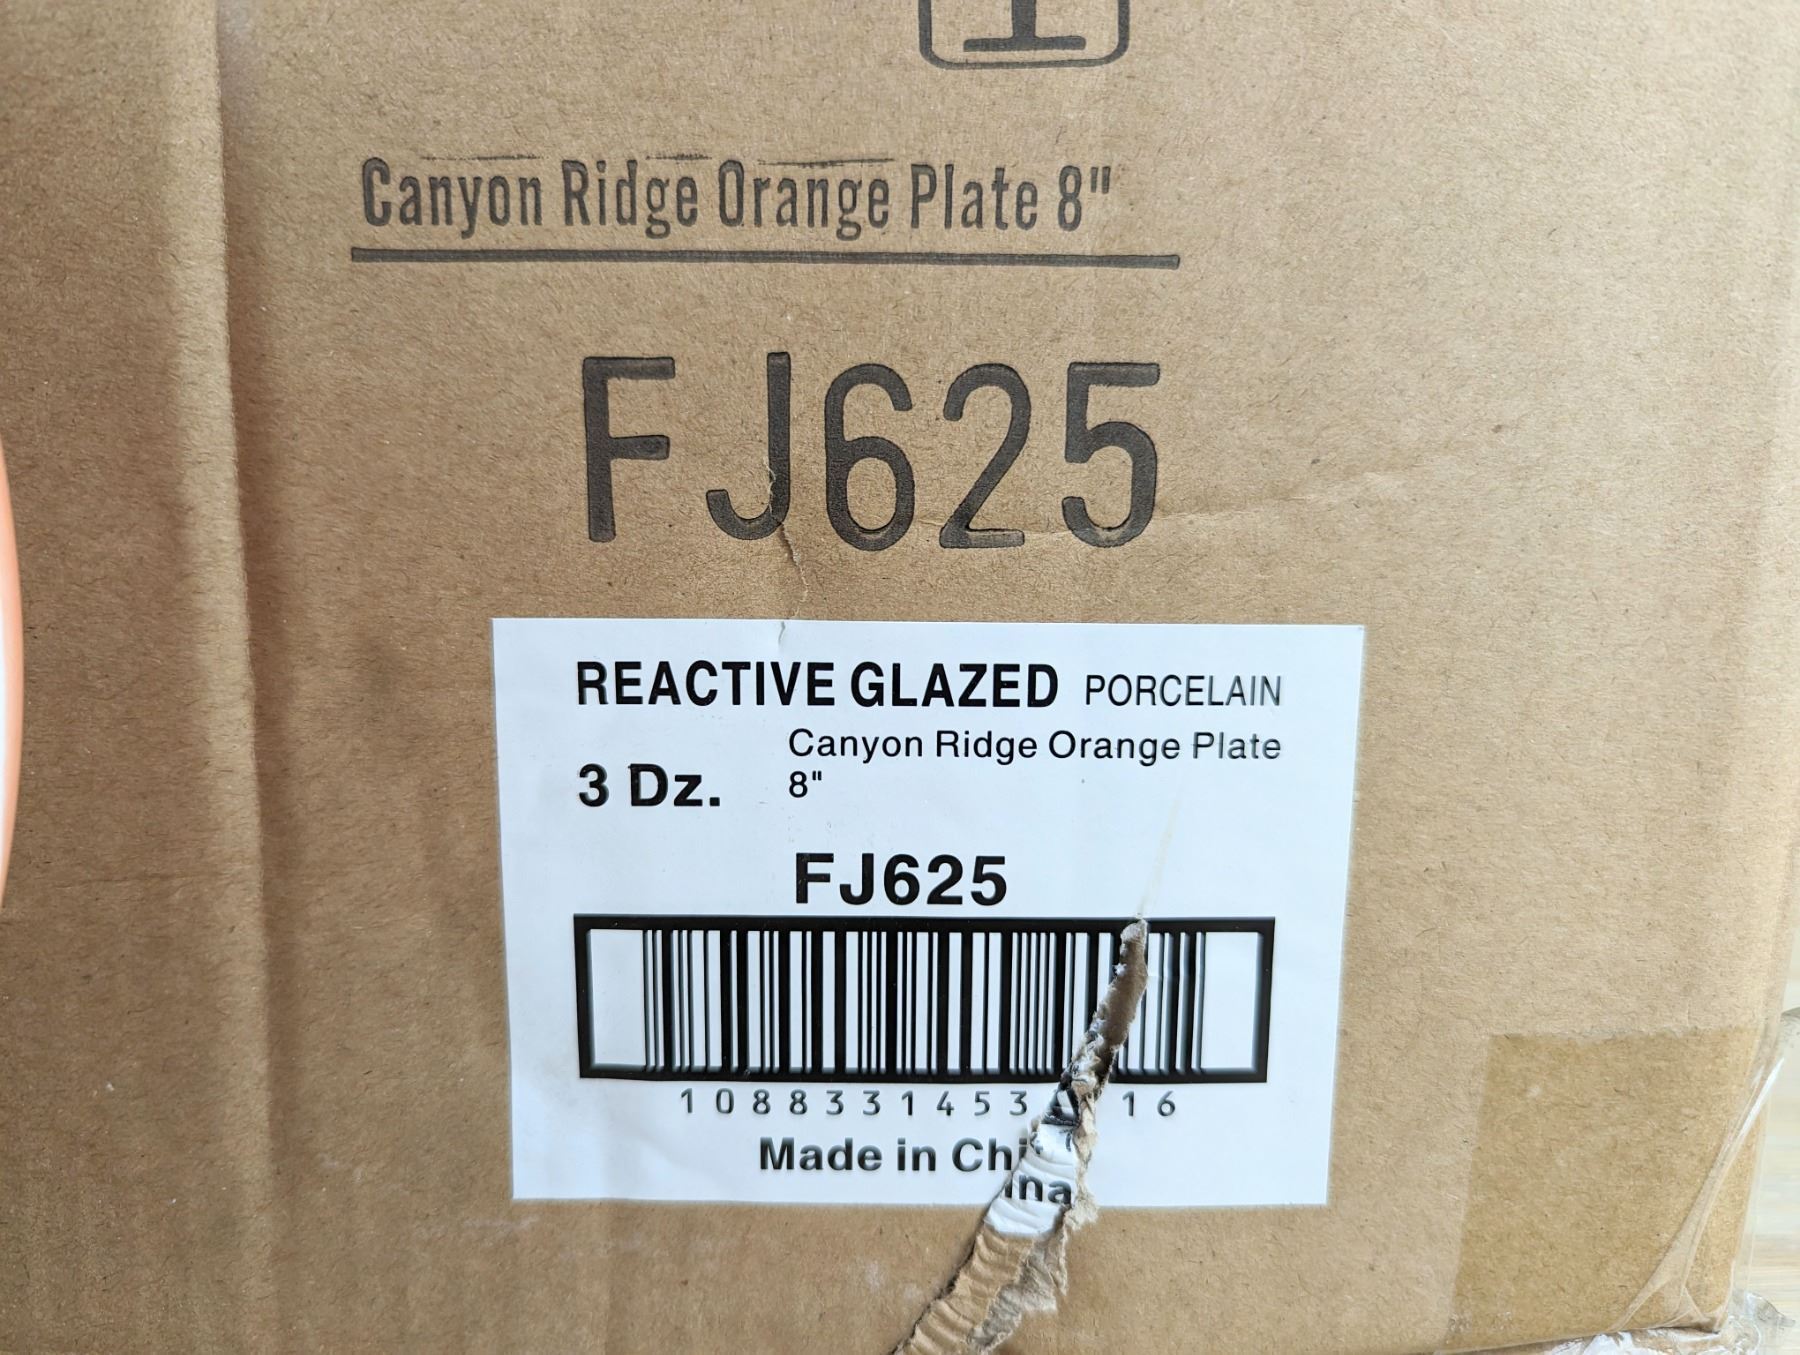 Canyon Ridge Orange Plate 8"
FJ625
REACTIVE GLAZED PORCELAIN
Canyon Ridge Orange Plate
3 Dz. 8"
FJ625
Made in China